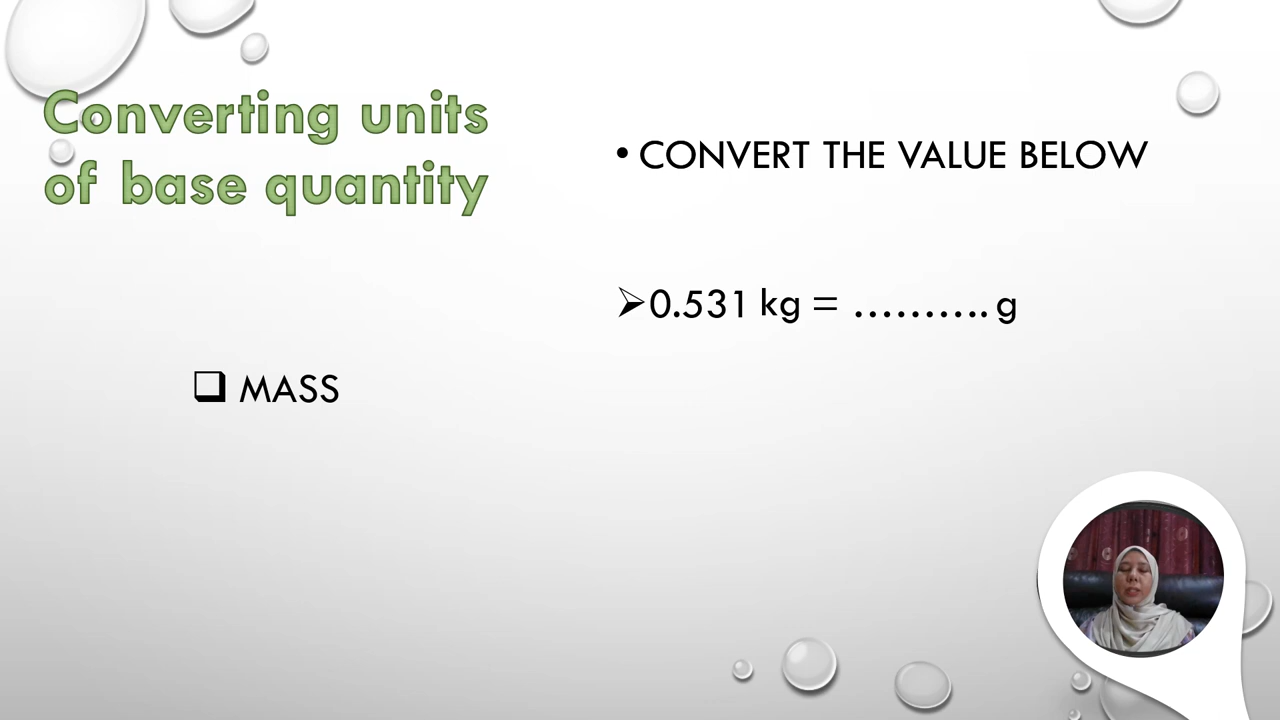 Converting units
of base quantity
• CONVERT THE VALUE BELOW
➢0.531 kg = .......... g
❑ MASS